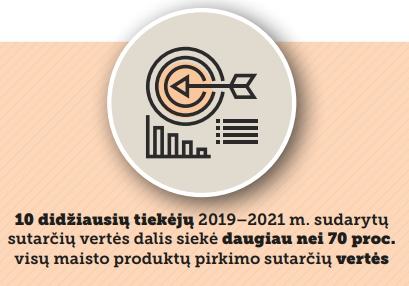 10 didžiausių tiekėjų 2019–2021 m. sudarytų
sutarčių vertės dalis siekė daugiau nei 70 proc.
visų maisto produktų pirkimo sutarčių vertės